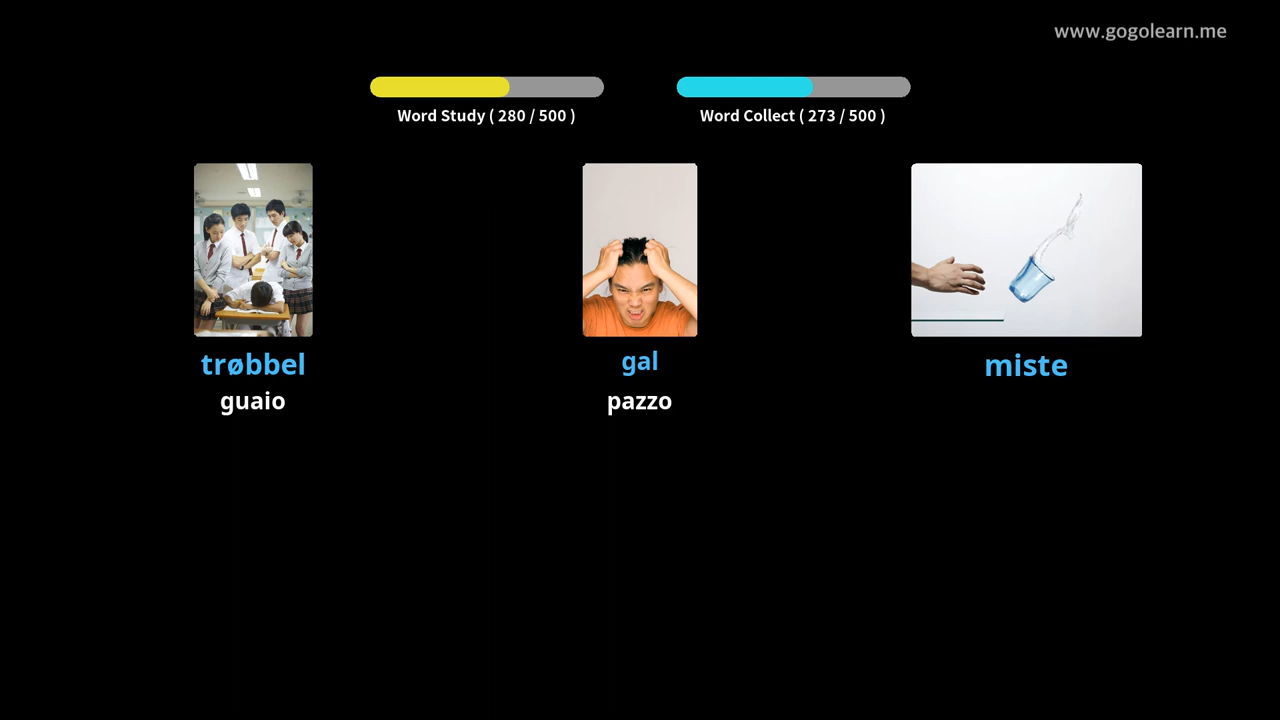 www.gogolearn.me
Word Study ( 280 / 500 )
Word Collect ( 273 / 500 )
trøbbel
guaio
gal
pazzo
miste